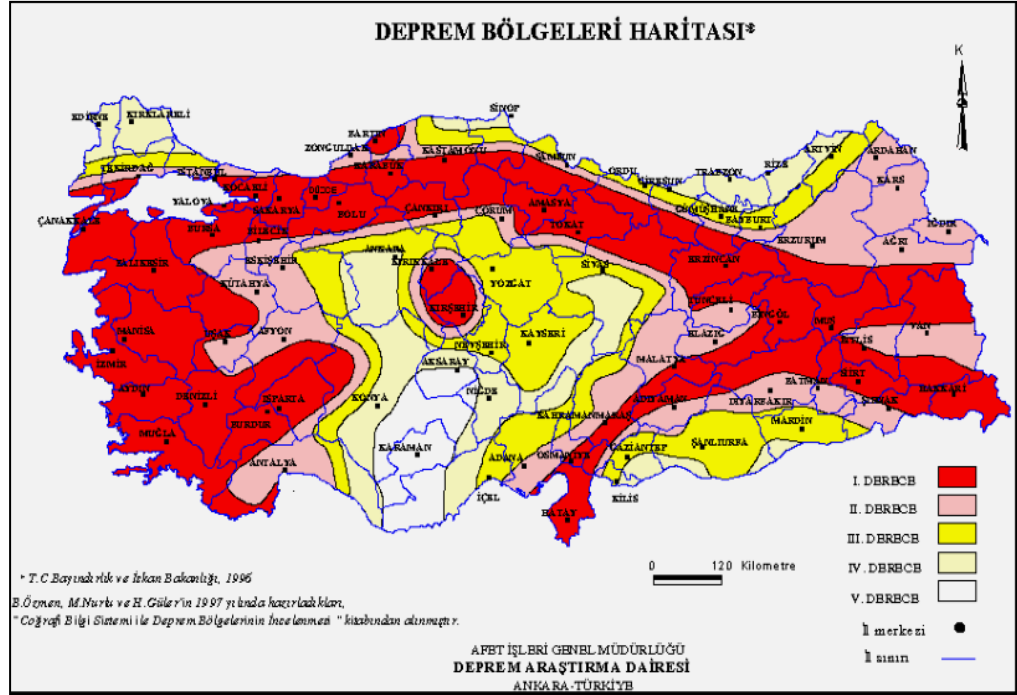 DEPREM BÖLGELERİ HARİTASI*
K
SİNOP
EDİRNE
KIRKLARELİ
BARTIN
ZONGULDAK
KASTAMONU
KARABÜK
SAMSUN
ARTVİN
ARDAHAN
TEKİRDAĞ
İSTANBUL
ORDU
GİRESUN
TRABZON
RİZE
KARS
KOCAELİ
DÜZCE
YALOVA
SAKARYA
BOLU
ÇANKIRI
ÇORUM
AMASYA
TOKAT
GÜMÜŞHANE
BAYBURT
ÇANAKKALE
BURSA
BİLECİK
ERZURUM
IĞDIR
AĞRI
ANKARA
KIRIKKALE
BALIKESİR
ESKİŞEHİR
YOZGAT
SİVAS
ERZİNCAN
KÜTAHYA
KIRŞEHİR
TUNCELİ
BİNGÖL
MUŞ
VAN
MANİSA
UŞAK
AFYON
KAYSERİ
ELAZIĞ
BİTLİS
İZMİR
NEVŞEHİR
AKSARAY
MALATYA
SİİRT
AYDIN
DENİZLİ
ISPARTA
KONYA
NİĞDE
BATMAN
HAKKARİ
BURDUR
KAHRAMANMARAŞ
ADIYAMAN
DİYARBAKIR
ŞIRNAK
MUĞLA
KARAMAN
GAZİANTEP
ŞANLIURFA
MARDİN
ANTALYA
ADANA
OSMANİYE
İÇEL
KİLİS
HATAY
I. DERECE
II. DERECE
III. DERECE
IV. DERECE
V. DERECE
İl merkezi
İl sınırı
0 120 Kilometre
* T.C.Bayındırlık ve İskan Bakanlığı, 1996
B.Özmen, M.Nurlu ve H.Güler'in 1997 yılında hazırladıkları,
"Coğrafi Bilgi Sistemi ile Deprem Bölgelerinin İncelenmesi " kitabından alınmıştır.
AFET İŞLERİ GENEL MÜDÜRLÜĞÜ
DEPREM ARAŞTIRMA DAİRESİ
ANKARA-TÜRKİYE